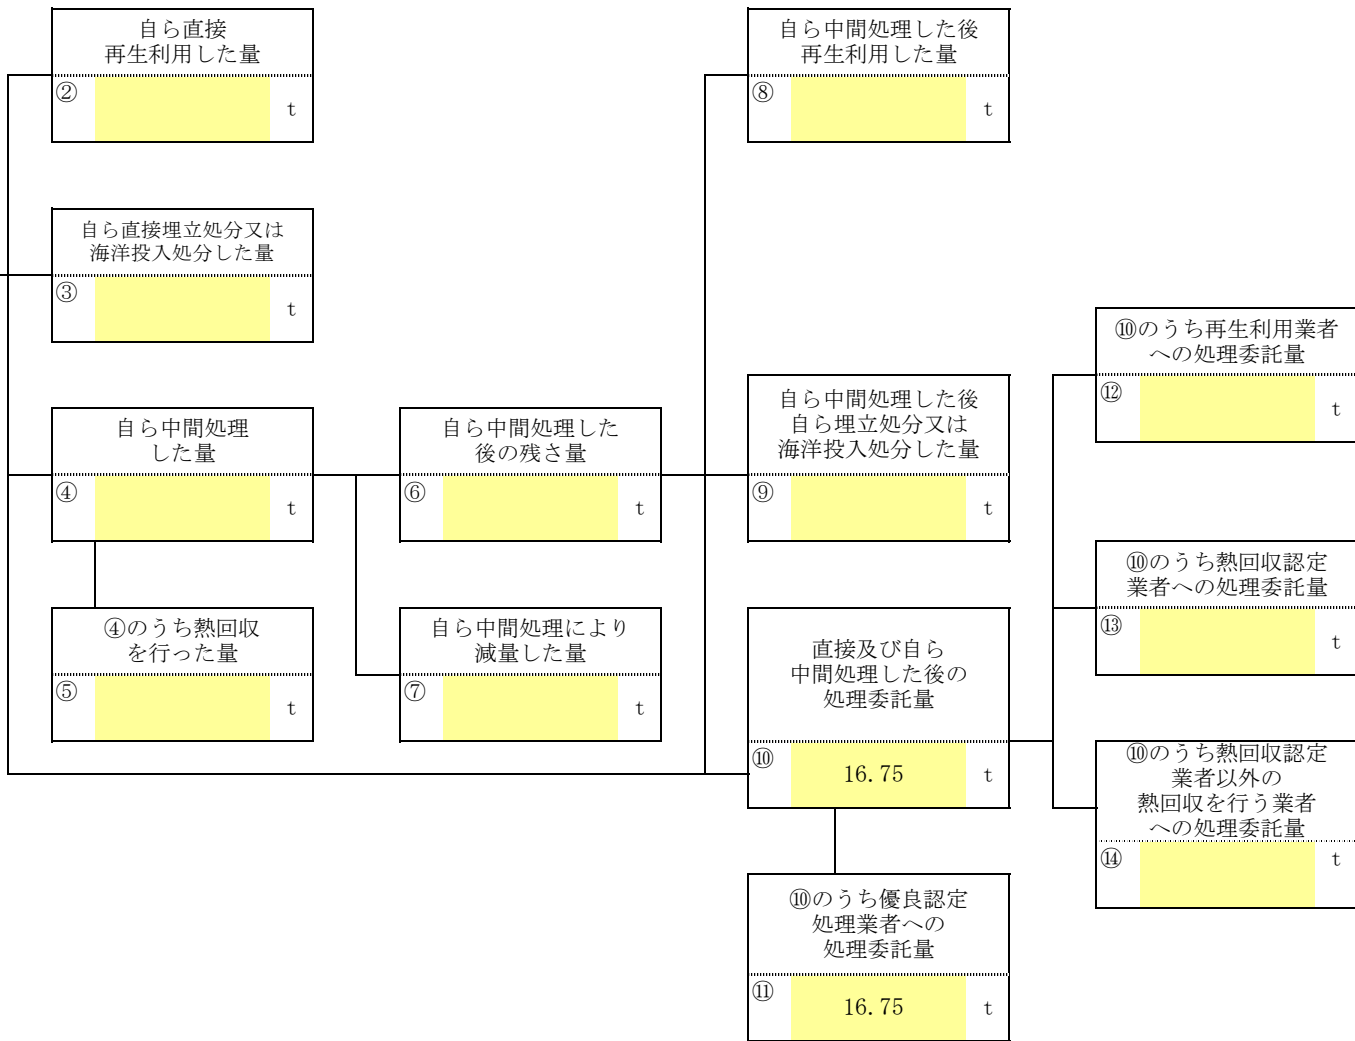 自ら直接
再生利用した量
②
t
自ら中間処理した後
再生利用した量
⑧
t
自ら直接埋立処分又は
海洋投入処分した量
③
t
⑩のうち再生利用業者
への処理委託量
⑫
t
自ら中間処理
した量
④
t
自ら中間処理した
後の残さ量
⑥
t
自ら中間処理した後
自ら埋立処分又は
海洋投入処分した量
⑨
t
⑩のうち熱回収認定
業者への処理委託量
⑬
t
④のうち熱回収
を行った量
⑤
t
自ら中間処理により
減量した量
⑦
t
直接及び自ら
中間処理した後の
処理委託量
⑩
16.75
t
⑩のうち熱回収認定
業者以外の
熱回収を行う業者
への処理委託量
⑭
t
⑩のうち優良認定
処理業者への
処理委託量
⑪
16.75
t